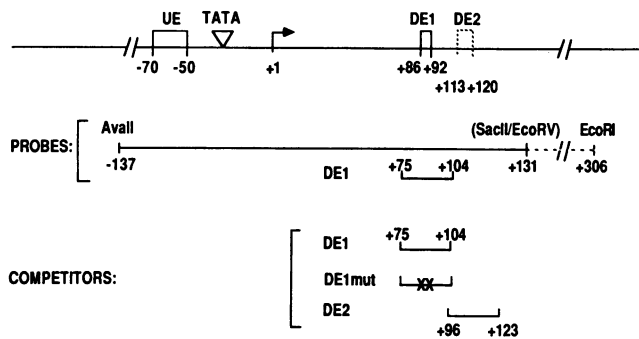 UE TATA DE1 DE2
-70 -50 +1 +86 +92
+113 +120
AvaII (SacII/EcoRV) EcoRI
PROBES:
-137 +75 +104 +131 +306
DE1
DE1 +75 +104
COMPETITORS: DE1mut XX
DE2
+96 +123